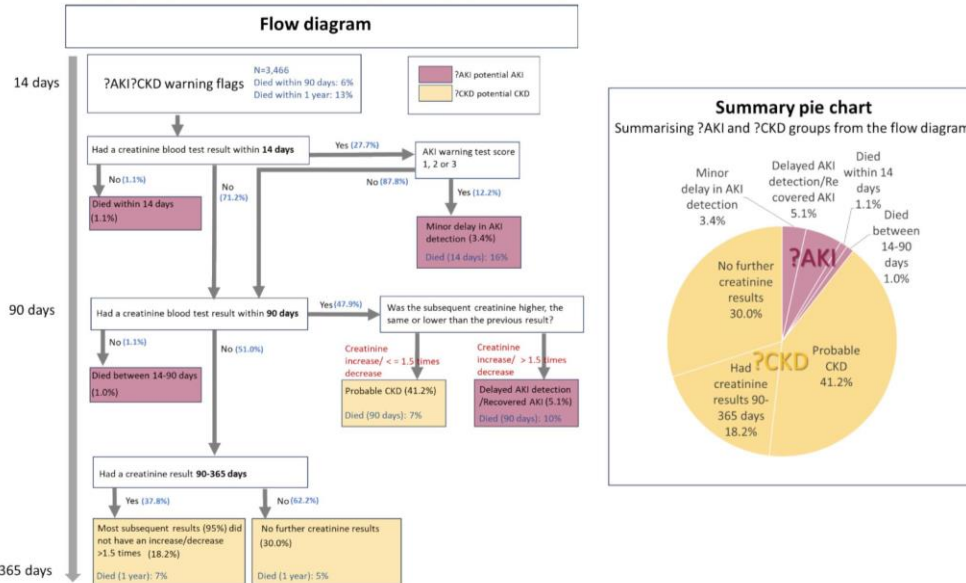 Flow diagram
14 days
?AKI?CKD warning flags
N=3,466
Died within 90 days: 6%
Died within 1 year: 13%
?AKI potential AKI
?CKD potential CKD
Had a creatinine blood test result within 14 days
Yes (27.7%)
AKI warning test score
1, 2 or 3
No (1.1%)
No
(71.2%)
No (87.8%)
Yes (12.2%)
Died within 14 days
(1.1%)
Minor delay in AKI
detection (3.4%)
Died (14 days): 16%
90 days
Had a creatinine blood test result within 90 days
Yes (47.9%)
Was the subsequent creatinine higher, the
same or lower than the previous result?
No (1.1%)
No (51.0%)
Creatinine
increase/ < = 1.5 times
decrease
Creatinine
increase/ > 1.5 times
decrease
Died between 14-90 days
(1.0%)
Probable CKD (41.2%)
Died (90 days): 7%
Delayed AKI detection
/Recovered AKI (5.1%)
Died (90 days): 10%
Had a creatinine result 90-365 days
Yes (37.8%)
No (62.2%)
Most subsequent results (95%) did
not have an increase/decrease
>1.5 times (18.2%)
Died (1 year): 7%
No further creatinine results
(30.0%)
Died (1 year): 5%
365 days
Summary pie chart
Summarising ?AKI and ?CKD groups from the flow diagram
Minor
delay in AKI
detection
3.4%
Delayed AKI
detection/Re
covered AKI
5.1%
Died
within 14
days
1.1%
Died
between
14-90
days
1.0%
?AKI
No further
creatinine
results
30.0%
?CKD
Had
creatinine
results 90-
365 days
18.2%
Probable
CKD
41.2%